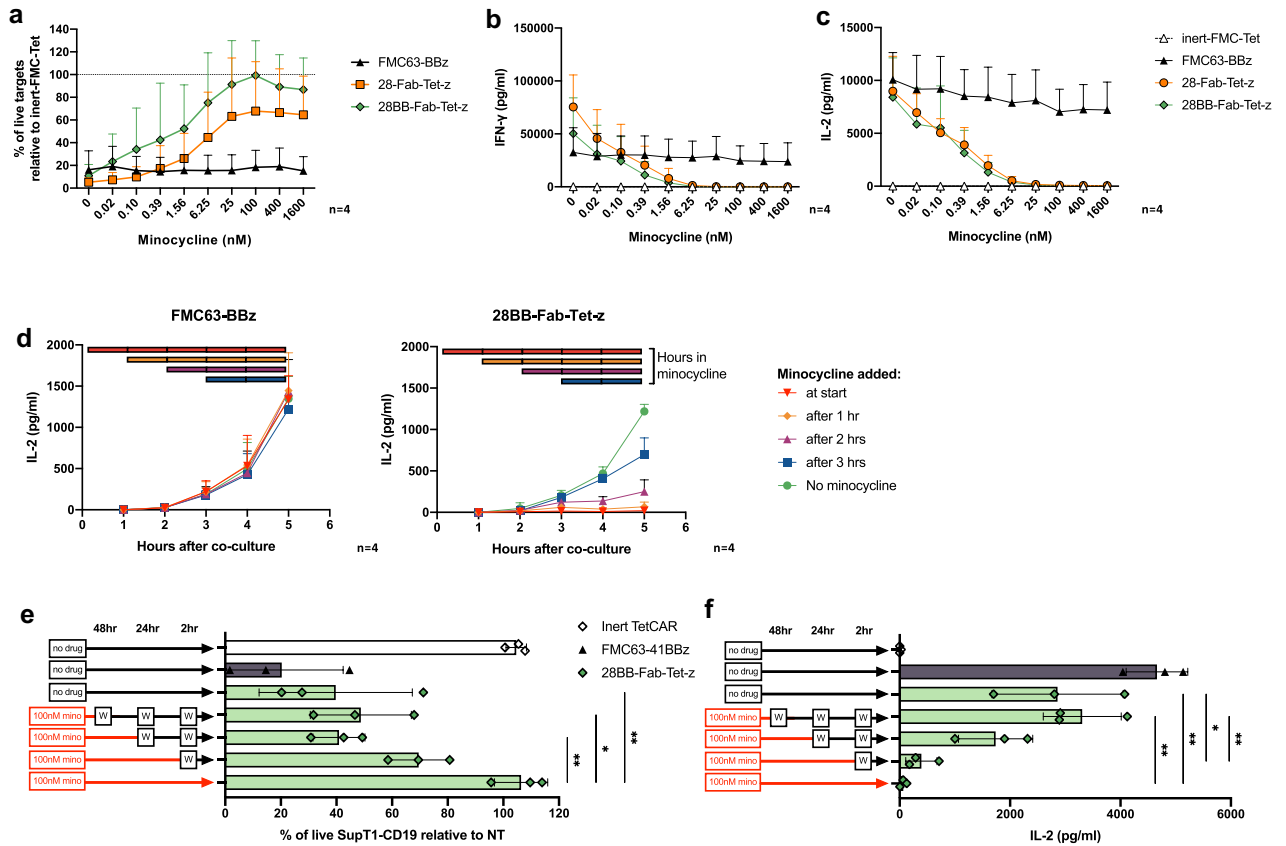 a
% of live targets
relative to inert-FMC-Tet
140
120
100
80
60
40
20
0
0
0.02
0.10
0.39
1.56
6.25
25
100
400
1600
Minocycline (nM)
n=4
FMC63-BBz
28-Fab-Tet-z
28BB-Fab-Tet-z
b
IFN-γ (pg/ml)
150000
100000
50000
0
0
0.02
0.10
0.39
1.56
6.25
25
100
400
1600
Minocycline (nM)
n=4
c
IL-2 (pg/ml)
15000
10000
5000
0
0
0.02
0.10
0.39
1.56
6.25
25
100
400
1600
Minocycline (nM)
n=4
inert-FMC-Tet
FMC63-BBz
28-Fab-Tet-z
28BB-Fab-Tet-z
d
FMC63-BBz
IL-2 (pg/ml)
2000
1500
1000
500
0
0 1 2 3 4 5 6
Hours after co-culture
n=4
28BB-Fab-Tet-z
IL-2 (pg/ml)
2000
1500
1000
500
0
0 1 2 3 4 5 6
Hours after co-culture
n=4
Hours in
minocycline
Minocycline added:
at start
after 1 hr
after 2 hrs
after 3 hrs
No minocycline
e
48hr 24hr 2hr
no drug
no drug
no drug
100nM mino W W W
100nM mino W W
100nM mino W
100nM mino
0 20 40 60 80 100 120
% of live SupT1-CD19 relative to NT
** * **
Inert TetCAR
FMC63-41BBz
28BB-Fab-Tet-z
f
48hr 24hr 2hr
no drug
no drug
no drug
100nM mino W W W
100nM mino W W
100nM mino W
100nM mino
0 2000 4000 6000
IL-2 (pg/ml)
** ** * **